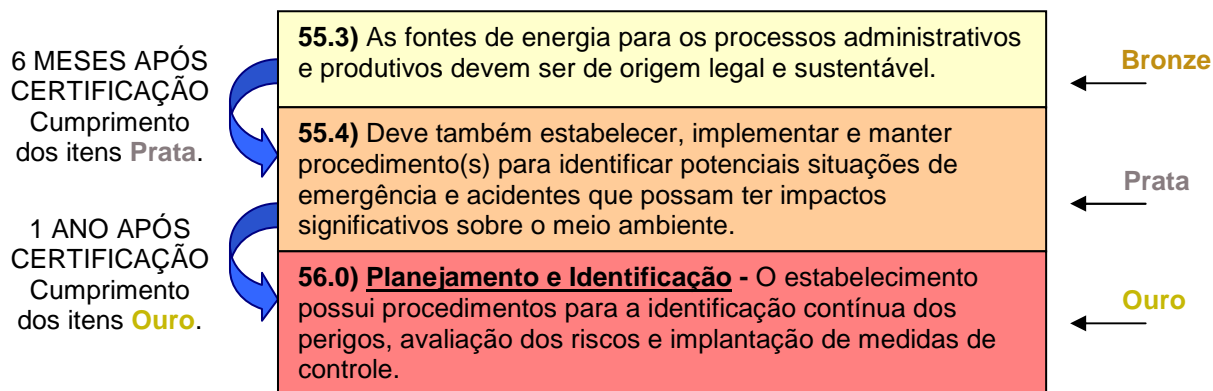 6 MESES APÓS
CERTIFICAÇÃO
Cumprimento
dos itens Prata.
1 ANO APÓS
CERTIFICAÇÃO
Cumprimento
dos itens Ouro.
55.3) As fontes de energia para os processos administrativos
e produtivos devem ser de origem legal e sustentável.
55.4) Deve também estabelecer, implementar e manter
procedimento(s) para identificar potenciais situações de
emergência e acidentes que possam ter impactos
significativos sobre o meio ambiente.
56.0) Planejamento e Identificação - O estabelecimento
possui procedimentos para a identificação contínua dos
perigos, avaliação dos riscos e implantação de medidas de
controle.
Bronze
Prata
Ouro